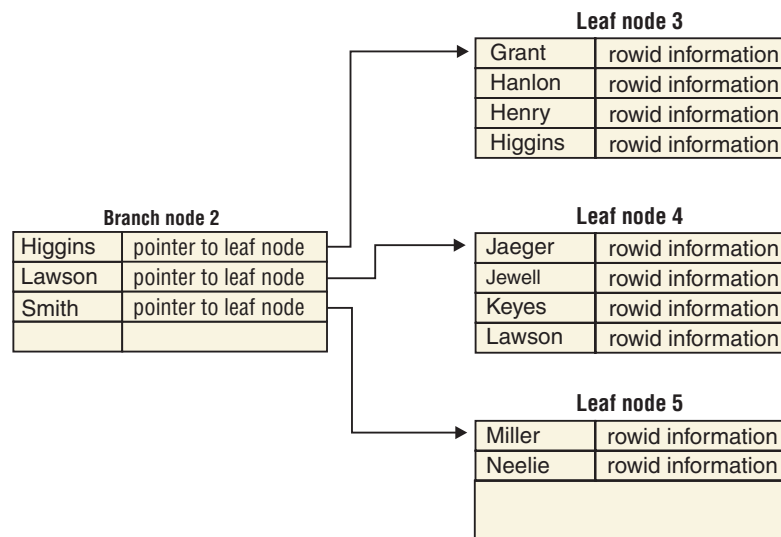 Leaf node 3
Grant rowid information
Hanlon rowid information
Henry rowid information
Higgins rowid information
Branch node 2
Higgins pointer to leaf node
Lawson pointer to leaf node
Smith pointer to leaf node
Leaf node 4
Jaeger rowid information
Jewell rowid information
Keyes rowid information
Lawson rowid information
Leaf node 5
Miller rowid information
Neelie rowid information